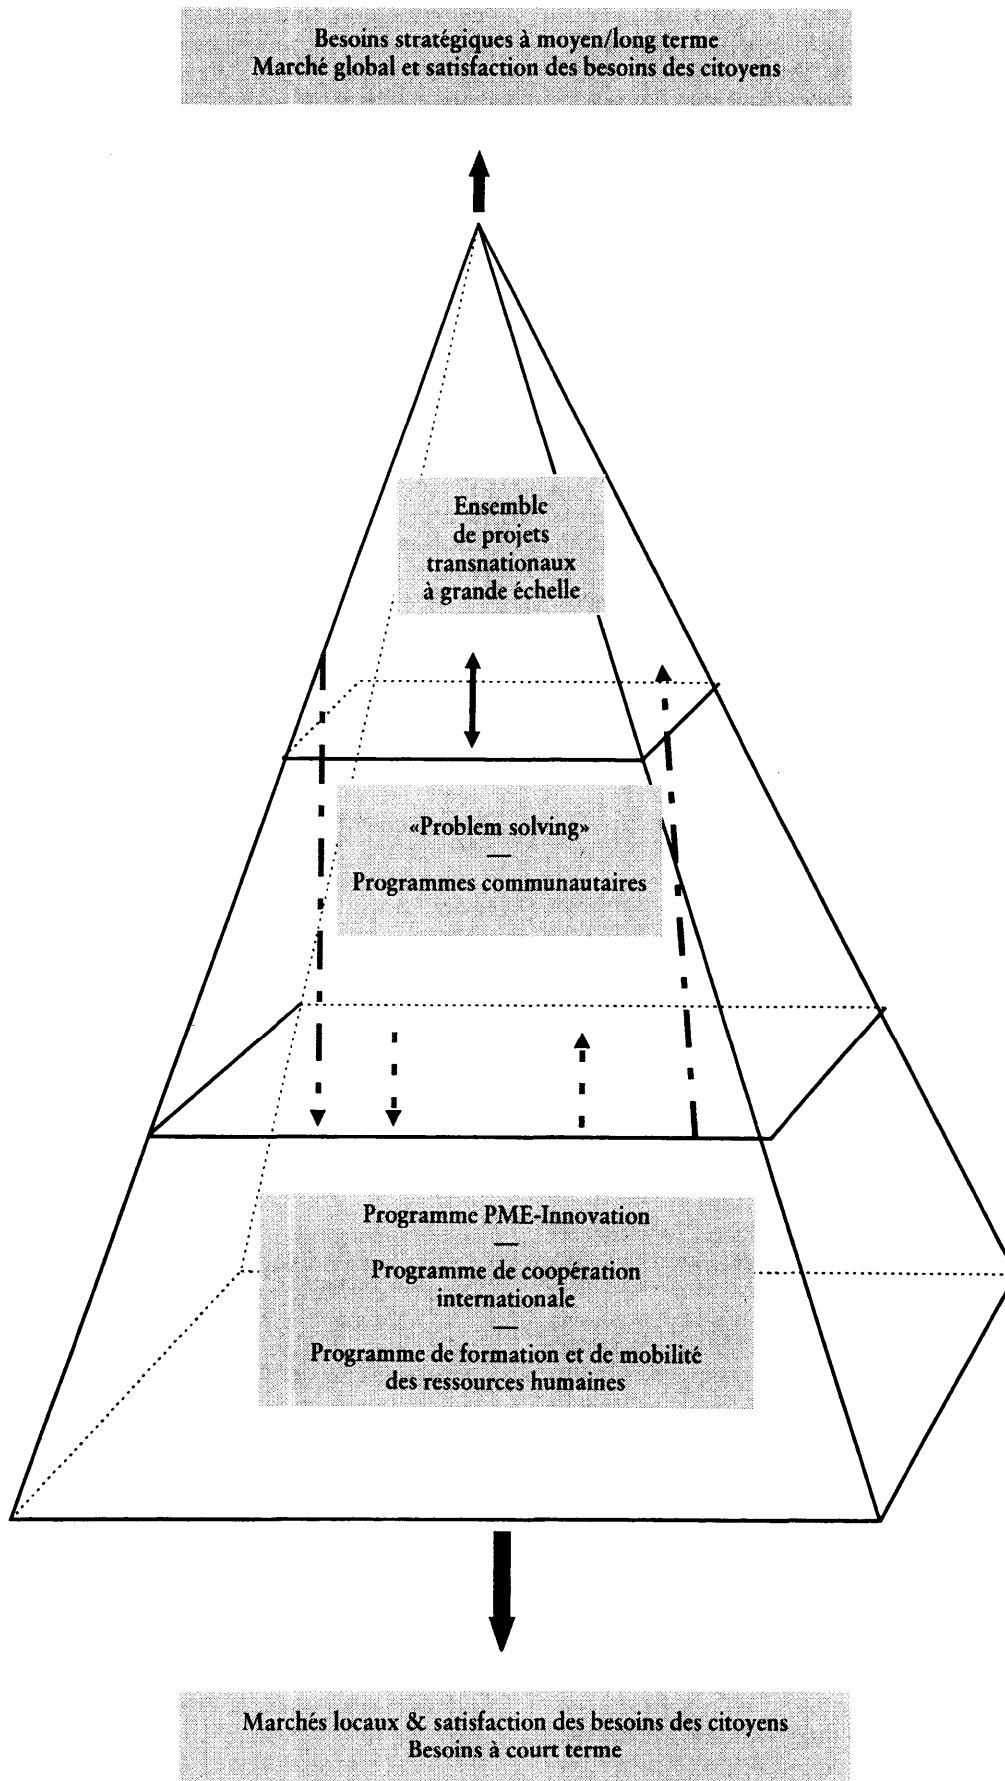 Besoins stratégiques à moyen/long terme
Marché global et satisfaction des besoins des citoyens
Ensemble
de projets
transnationaux
à grande échelle
«Problem solving»
—
Programmes communautaires
Programme PME-Innovation
—
Programme de coopération
internationale
—
Programme de formation et de mobilité
des ressources humaines
Marchés locaux & satisfaction des besoins des citoyens
Besoins à court terme